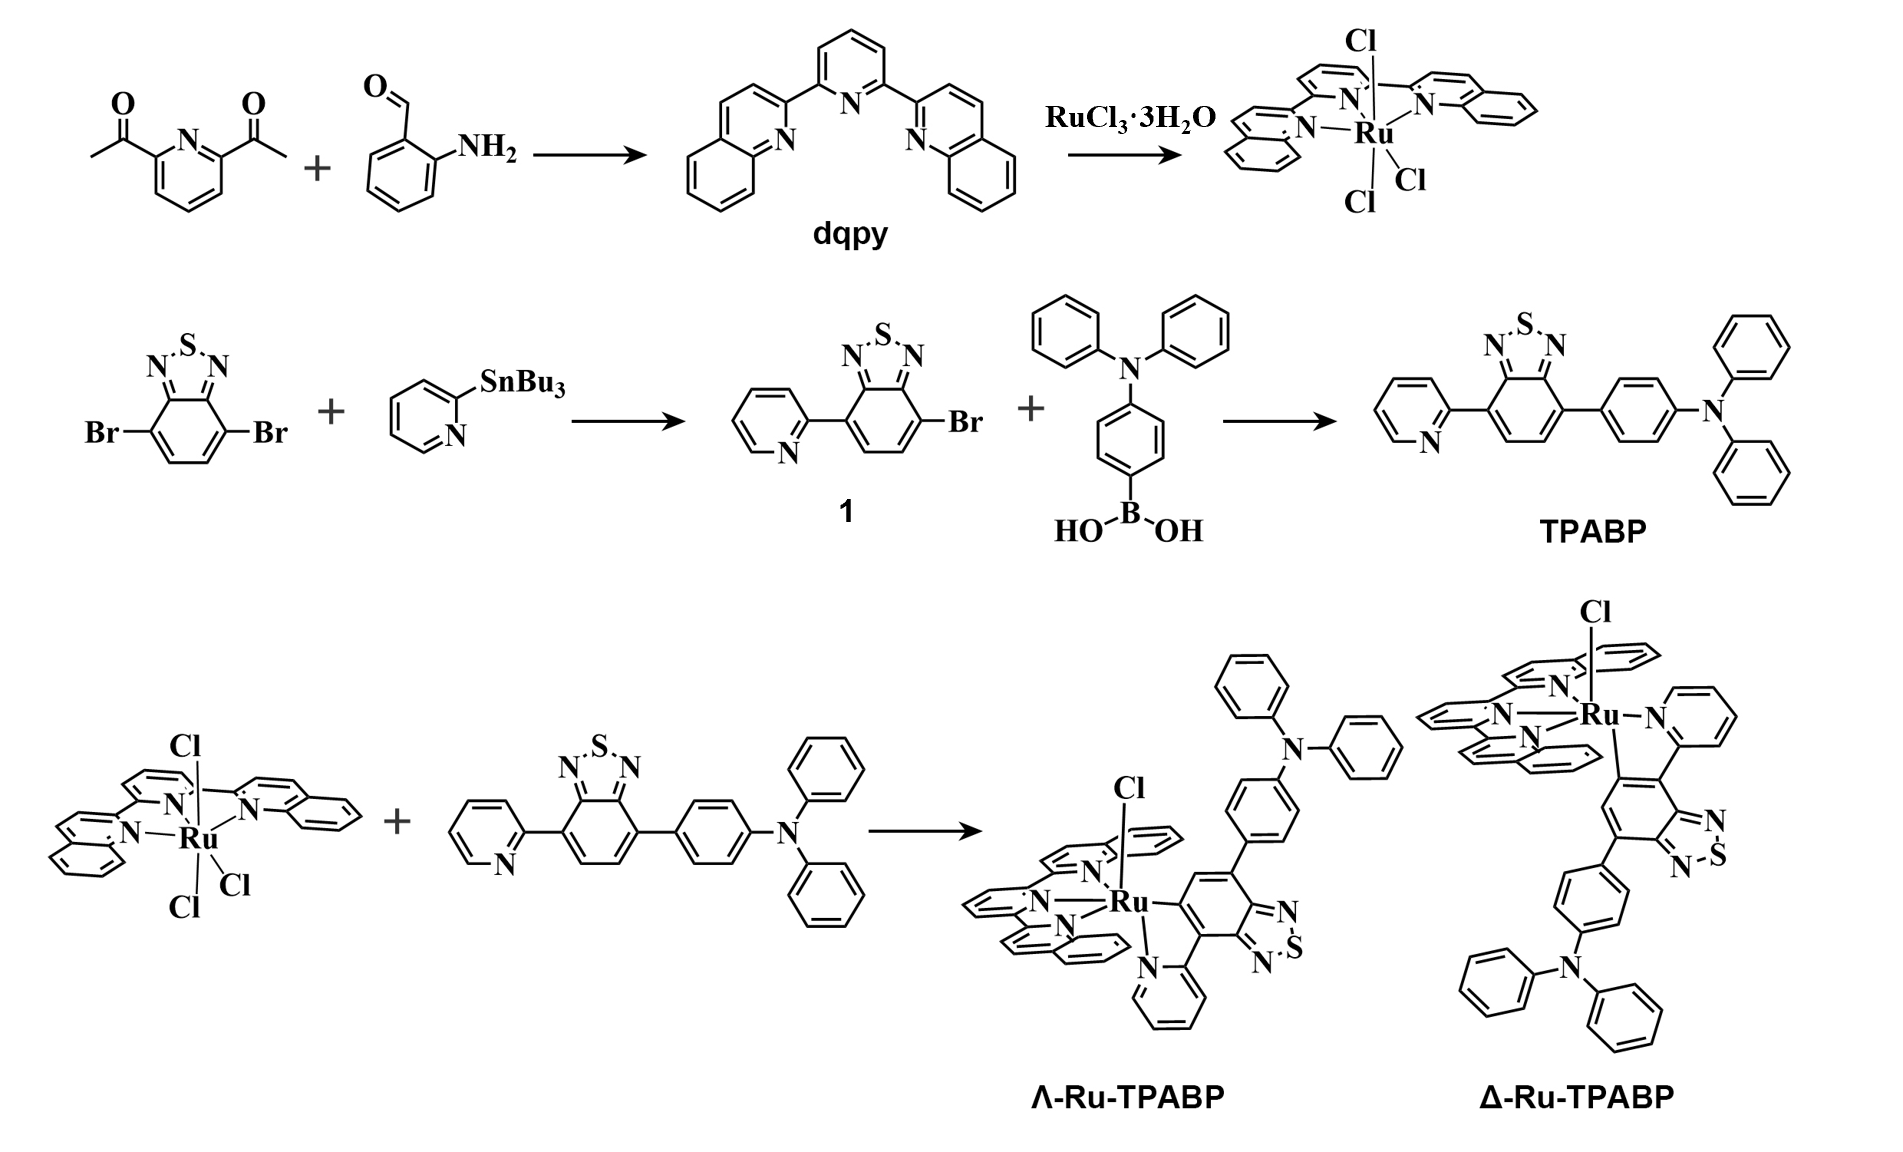 O O N + O NH2
N N N
dqpy
RuCl3·3H2O
Cl N N N Ru Cl Cl
S N N Br Br + SnBu3 N
S N N Br N
1
+ N B HO OH
S N N N N
TPABP
Cl N N N Ru Cl Cl + S N N N N
Cl N N N Ru N N N S N
Λ-Ru-TPABP
Cl N N N Ru N N S N N
Δ-Ru-TPABP